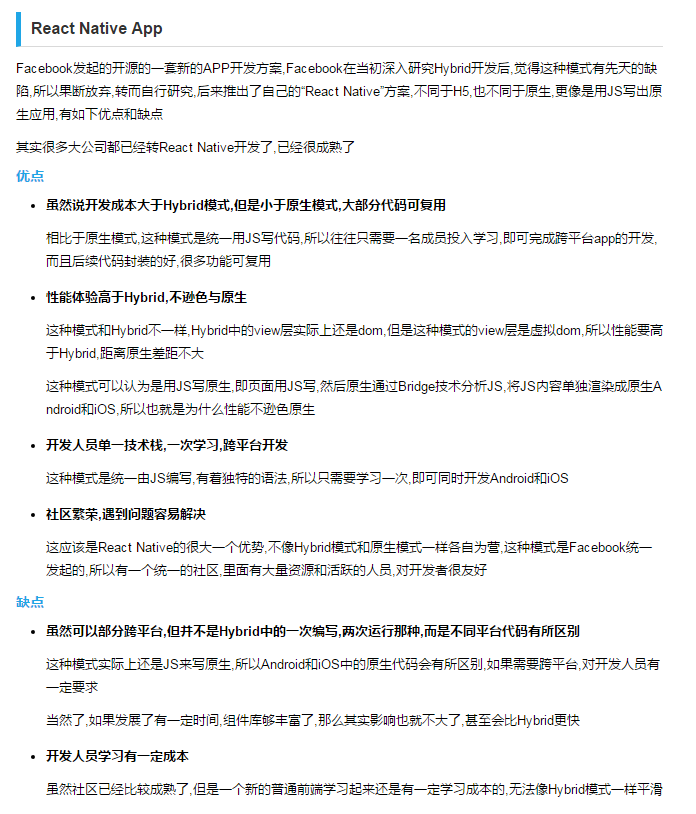 React Native App
Facebook发起的开源的一套新的APP开发方案,Facebook在当初深入研究Hybrid开发后,觉得这种模式有先天的缺
陷,所以果断放弃,转而自行研究,后来推出了自己的“React Native”方案,不同于H5,也不同于原生,更像是用JS写出原
生应用,有如下优点和缺点
其实很多大公司都已经转React Native开发了,已经很成熟了
优点
• 虽然说开发成本大于Hybrid模式,但是小于原生模式,大部分代码可复用
相比于原生模式,这种模式是统一用JS写代码,所以往往只需要一名成员投入学习,即可完成跨平台app的开发,
而且后续代码封装的好,很多功能可复用
• 性能体验高于Hybrid,不逊色与原生
这种模式和Hybrid不一样,Hybrid中的view层实际上还是dom,但是这种模式的view层是虚拟dom,所以性能要高
于Hybrid,距离原生差距不大
这种模式可以认为是用JS写原生,即页面用JS写,然后原生通过Bridge技术分析JS,将JS内容单独渲染成原生A
ndroid和iOS,所以也就是为什么性能不逊色原生
• 开发人员单一技术栈,一次学习,跨平台开发
这种模式是统一由JS编写,有着独特的语法,所以只需要学习一次,即可同时开发Android和iOS
• 社区繁荣,遇到问题容易解决
这应该是React Native的很大一个优势,不像Hybrid模式和原生模式一样各自为营,这种模式是Facebook统一
发起的,所以有一个统一的社区,里面有大量资源和活跃的人员,对开发者很友好
缺点
• 虽然可以部分跨平台,但并不是Hybrid中的一次编写,两次运行那种,而是不同平台代码有所区别
这种模式实际上还是JS来写原生,所以Android和iOS中的原生代码会有所区别,如果需要跨平台,对开发人员有
一定要求
当然了,如果发展了有一定时间,组件库够丰富了,那么其实影响也就不大了,甚至会比Hybrid更快
• 开发人员学习有一定成本
虽然社区已经比较成熟了,但是一个新的普通前端学习起来还是有一定学习成本的,无法像Hybrid模式一样平滑